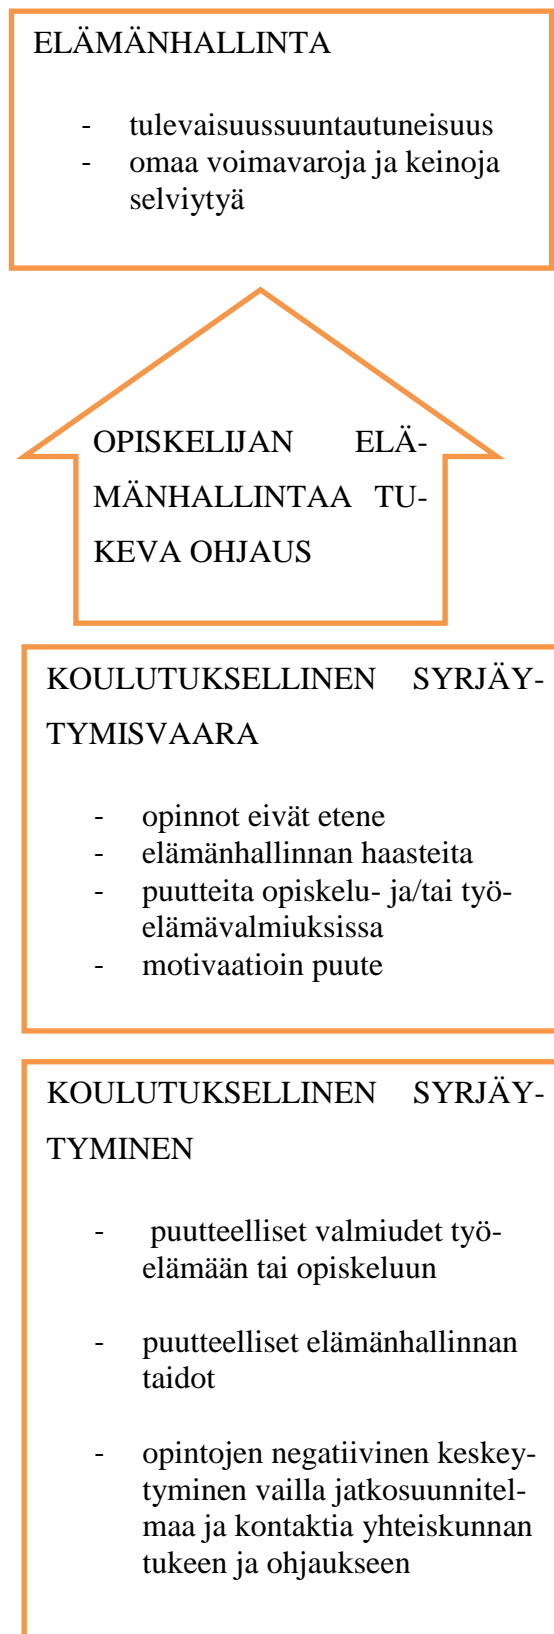 ELÄMÄNHALLINTA
- tulevaisuussuuntautuneisuus
- omaa voimavaroja ja keinoja
selviytyä
OPISKELIJAN ELÄ-
MÄNHALLINTAA TU-
KEVA OHJAUS
KOULUTUKSELLINEN SYRJÄY-
TYMISVAARA
- opinnot eivät etene
- elämänhallinnan haasteita
- puutteita opiskelu- ja/tai työ-
elämävalmiuksissa
- motivaatioin puute
KOULUTUKSELLINEN SYRJÄY-
TYMINEN
- puutteelliset valmiudet työ-
elämään tai opiskeluun
- puutteelliset elämänhallinnan
taidot
- opintojen negatiivinen keskey-
tyminen vailla jatkosuunnitel-
maa ja kontaktia yhteiskunnan
tukeen ja ohjaukseen